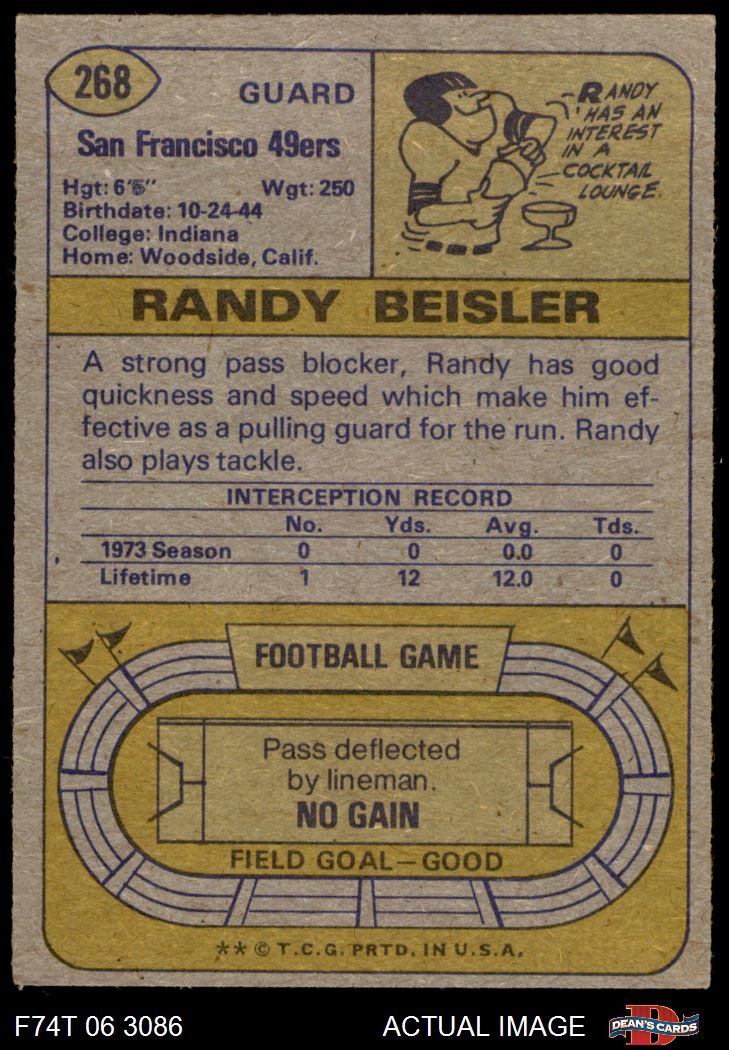 268
GUARD
San Francisco 49ers
Hgt: 6'5" Wgt: 250
Birthdate: 10-24-44
College: Indiana
Home: Woodside, Calif.
RANDY
HAS AN
INTEREST
IN A
COCKTAIL
LOUNGE.
RANDY BEISLER
A strong pass blocker, Randy has good
quickness and speed which make him ef-
fective as a pulling guard for the run. Randy
also plays tackle.
INTERCEPTION RECORD
No. Yds. Avg. Tds.
1973 Season 0 0 0.0 0
Lifetime 1 12 12.0 0
FOOTBALL GAME
Pass deflected
by lineman.
NO GAIN
FIELD GOAL—GOOD
** © T.C.G. PRTD. IN U.S.A.
F74T 06 3086 ACTUAL IMAGE
D
DEAN'S CARDS